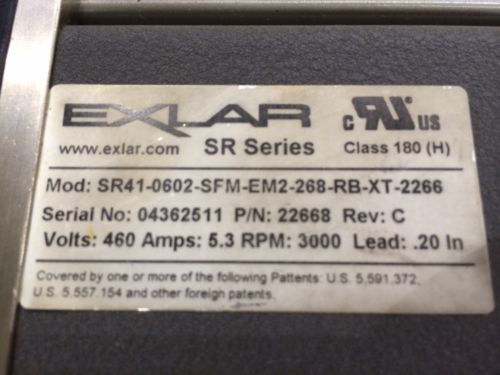 EXLAR
c RU US
www.exlar.com SR Series Class 180 (H)
Mod: SR41-0602-SFM-EM2-268-RB-XT-2266
Serial No: 04362511 P/N: 22668 Rev: C
Volts: 460 Amps: 5.3 RPM: 3000 Lead: .20 In
Covered by one or more of the following Pattents: U.S. 5,591,372,
U.S. 5,557.154 and other foreign patents.